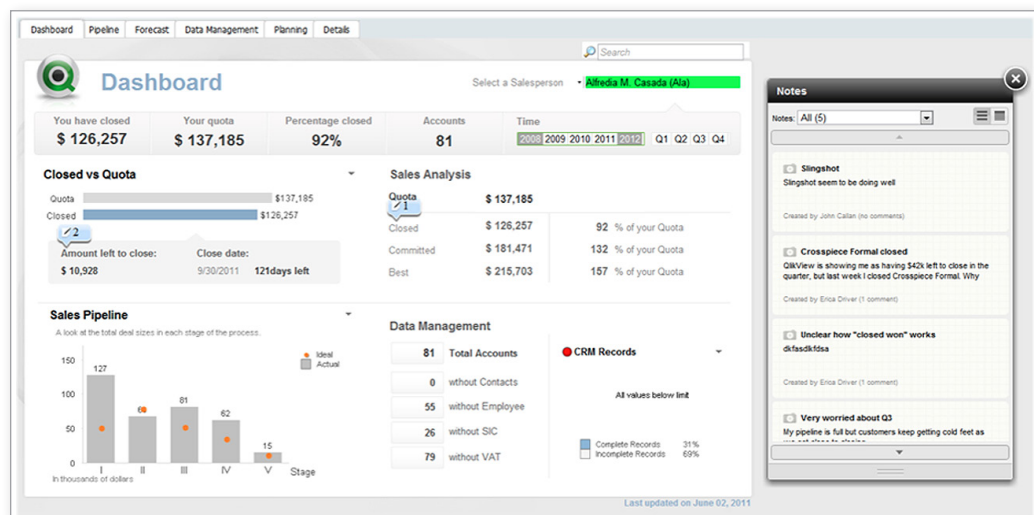 Dashboard Pipeline Forecast Data Management Planning Details
Search
Dashboard
Select a Salesperson Alfredia M. Casada (Ala)
You have closed Your quota Percentage closed Accounts Time
$ 126,257 $ 137,185 92% 81 2008 2009 2010 2011 2012 Q1 Q2 Q3 Q4
Closed vs Quota
Quota $137,185
Closed $126,257
2
Amount left to close: Close date:
$ 10,928 9/30/2011 121days left
Sales Analysis
Quota $ 137,185
1
Closed $ 126,257 92 % of your Quota
Committed $ 181,471 132 % of your Quota
Best $ 215,703 157 % of your Quota
Sales Pipeline
A look at the total deal sizes in each stage of the process.
Ideal
Actual
150
100
50
0
127
81
62
15
I II III IV V Stage
In thousands of dollars
Data Management
81 Total Accounts
0 wthout Contacts
55 without Employee
26 without SIC
79 without VAT
CRM Records
All values below limit
Complete Records 31%
Incomplete Records 69%
Last updated on June 02, 2011
Notes
Notes: All (5)
Slingshot
Slingshot seem to be doing well
Created by John Callan (no comments)
Crosspiece Formal closed
QlikView is showing me as having $42k left to close in the
quarter, but last week I closed Crosspiece Formal. Why
Created by Erica Driver (1 comment)
Unclear how "closed won" works
dkfasdkfdsa
Created by Erica Driver (1 comment)
Very worried about Q3
My pipeline is full but customers keep getting cold feet as